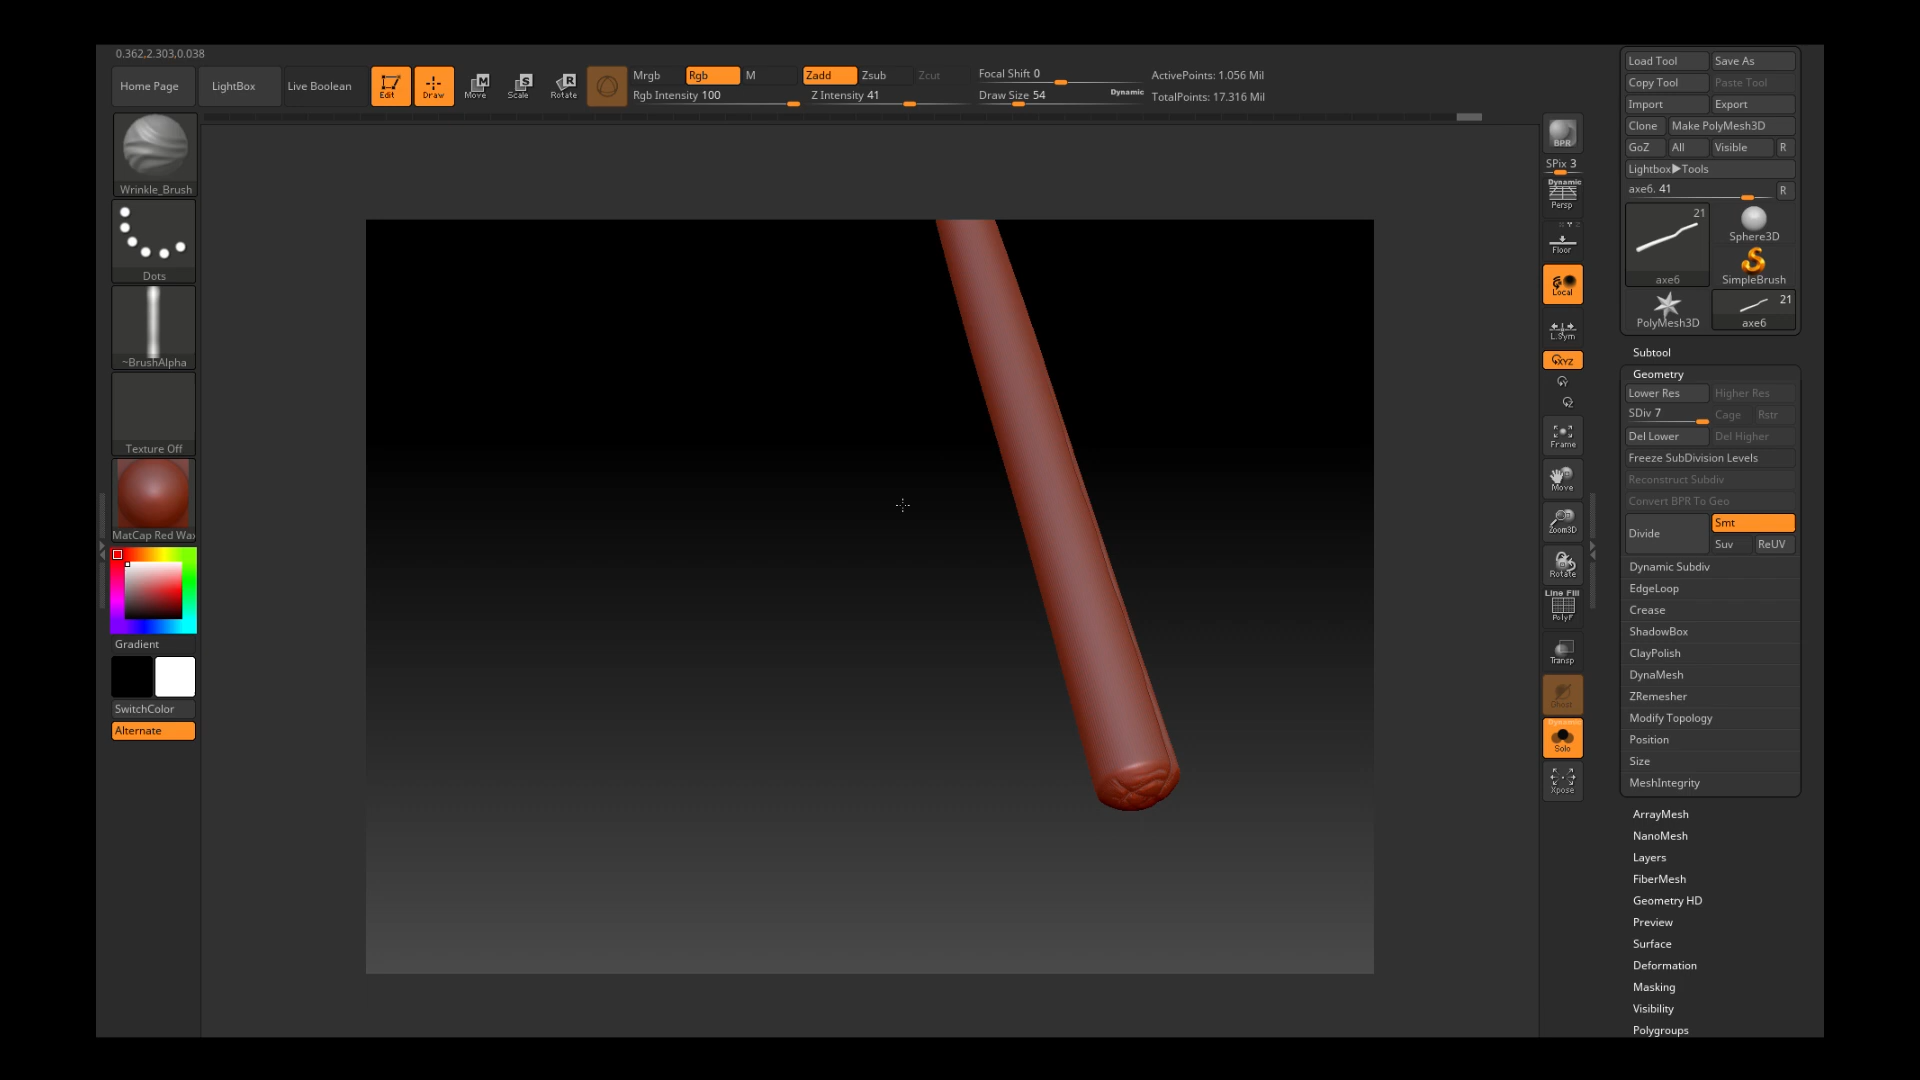 0.362,2.303,0.038
Home Page
LightBox
Live Boolean
Edit
Draw
Move
Scale
Rotate
Mrgb
Rgb
M
Rgb Intensity 100
Zadd
Zsub
Zcut
Z Intensity 41
Focal Shift 0
Draw Size 54
Dynamic
ActivePoints: 1.056 Mil
TotalPoints: 17.316 Mil
Wrinkle_Brush
Dots
~BrushAlpha
Texture Off
MatCap Red Wax
Gradient
SwitchColor
Alternate
BPR
SPix 3
Dynamic
Persp
Floor
Local
L.Sym
XYZ
Frame
Move
Zoom3D
Rotate
Line Fill
PolyF
Transp
Ghost
Dynamic
Solo
Xpose
Load Tool
Save As
Copy Tool
Paste Tool
Import
Export
Clone
Make PolyMesh3D
GoZ
All
Visible
R
Lightbox▶Tools
axe6. 41
R
21
axe6
Sphere3D
SimpleBrush
PolyMesh3D
21
axe6
Subtool
Geometry
Lower Res
Higher Res
SDiv 7
Cage
Rstr
Del Lower
Del Higher
Freeze SubDivision Levels
Reconstruct Subdiv
Convert BPR To Geo
Divide
Smt
Suv
ReUV
Dynamic Subdiv
EdgeLoop
Crease
ShadowBox
ClayPolish
DynaMesh
ZRemesher
Modify Topology
Position
Size
MeshIntegrity
ArrayMesh
NanoMesh
Layers
FiberMesh
Geometry HD
Preview
Surface
Deformation
Masking
Visibility
Polygroups